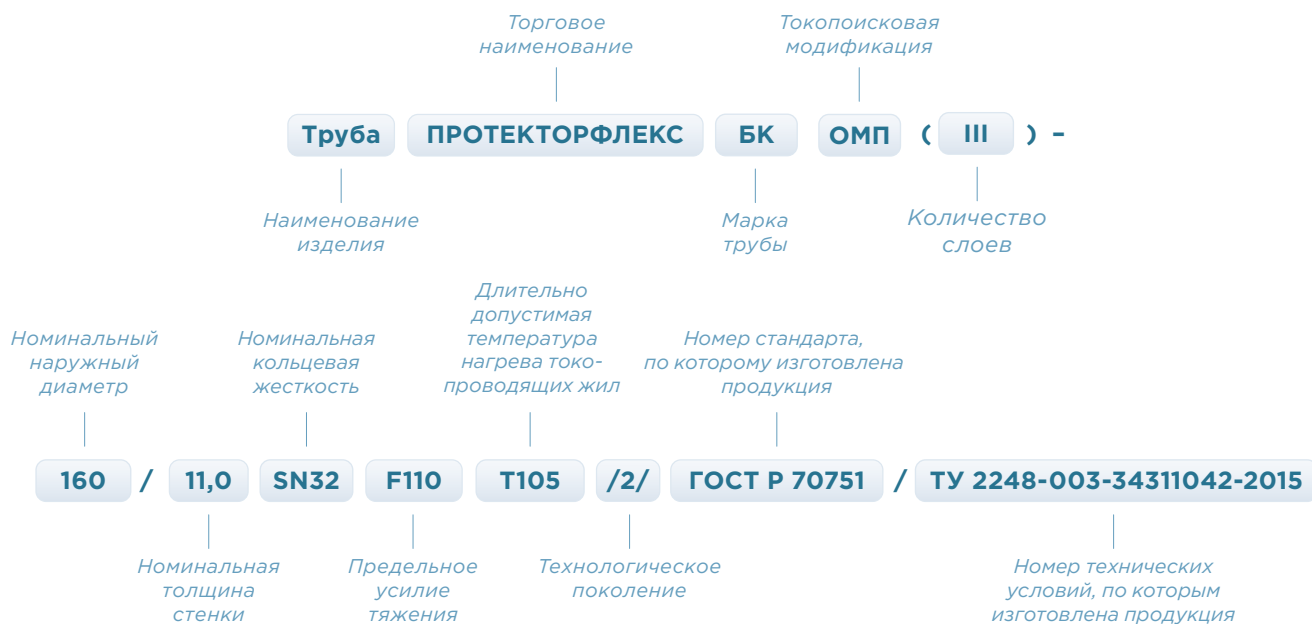 Торговое
наименование
Токопоисковая
модификация
Труба ПРОТЕКТОРФЛЕКС БК ОМП ( III ) –
Наименование
изделия
Марка
трубы
Количество
слоев
Номинальный
наружный
диаметр
Номинальная
кольцевая
жесткость
Длительно
допустимая
температура
нагрева токо-
проводящих жил
Номер стандарта,
по которому изготовлена
продукция
160 / 11,0 SN32 F110 T105 /2/ ГОСТ Р 70751 / ТУ 2248-003-34311042-2015
Номинальная
толщина
стенки
Предельное
усилие
тяжения
Технологическое
поколение
Номер технических
условий, по которым
изготовлена продукция